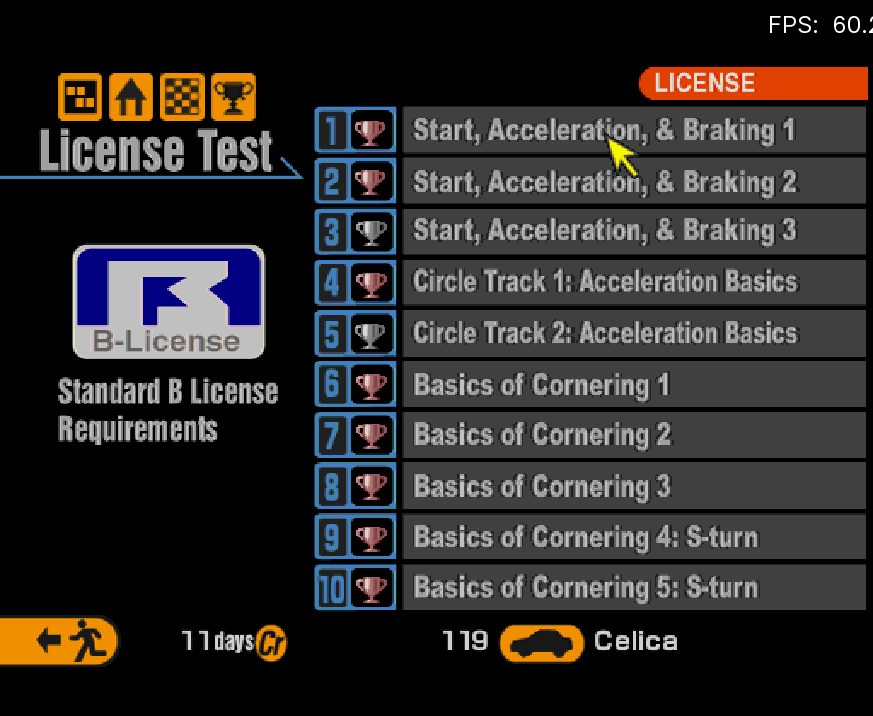 FPS: 60.2
LICENSE
License Test
1 Start, Acceleration, & Braking 1
2 Start, Acceleration, & Braking 2
3 Start, Acceleration, & Braking 3
4 Circle Track 1: Acceleration Basics
5 Circle Track 2: Acceleration Basics
6 Basics of Cornering 1
7 Basics of Cornering 2
8 Basics of Cornering 3
9 Basics of Cornering 4: S-turn
10 Basics of Cornering 5: S-turn
B-License
Standard B License
Requirements
11days Cr
119 Celica